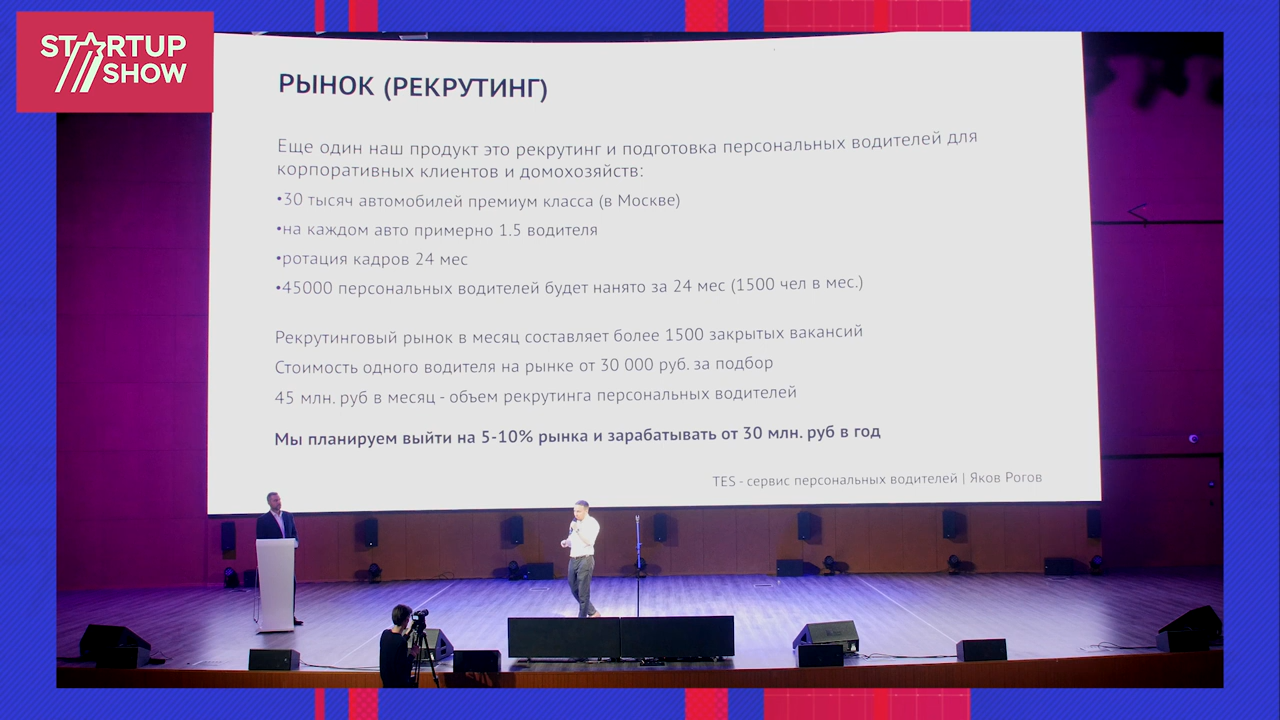 STARTUP
SHOW
РЫНОК (РЕКРУТИНГ)
Еще один наш продукт это рекрутинг и подготовка персональных водителей для
корпоративных клиентов и домохозяйств:
•30 тысяч автомобилей премиум класса (в Москве)
•на каждом авто примерно 1.5 водителя
•ротация кадров 24 мес
•45000 персональных водителей будет нанято за 24 мес (1500 чел в мес.)
Рекрутинговый рынок в месяц составляет более 1500 закрытых вакансий
Стоимость одного водителя на рынке от 30 000 руб. за подбор
45 млн. руб в месяц - объем рекрутинга персональных водителей
Мы планируем выйти на 5-10% рынка и зарабатывать от 30 млн. руб в год
TES - сервис персональных водителей | Яков Рогов